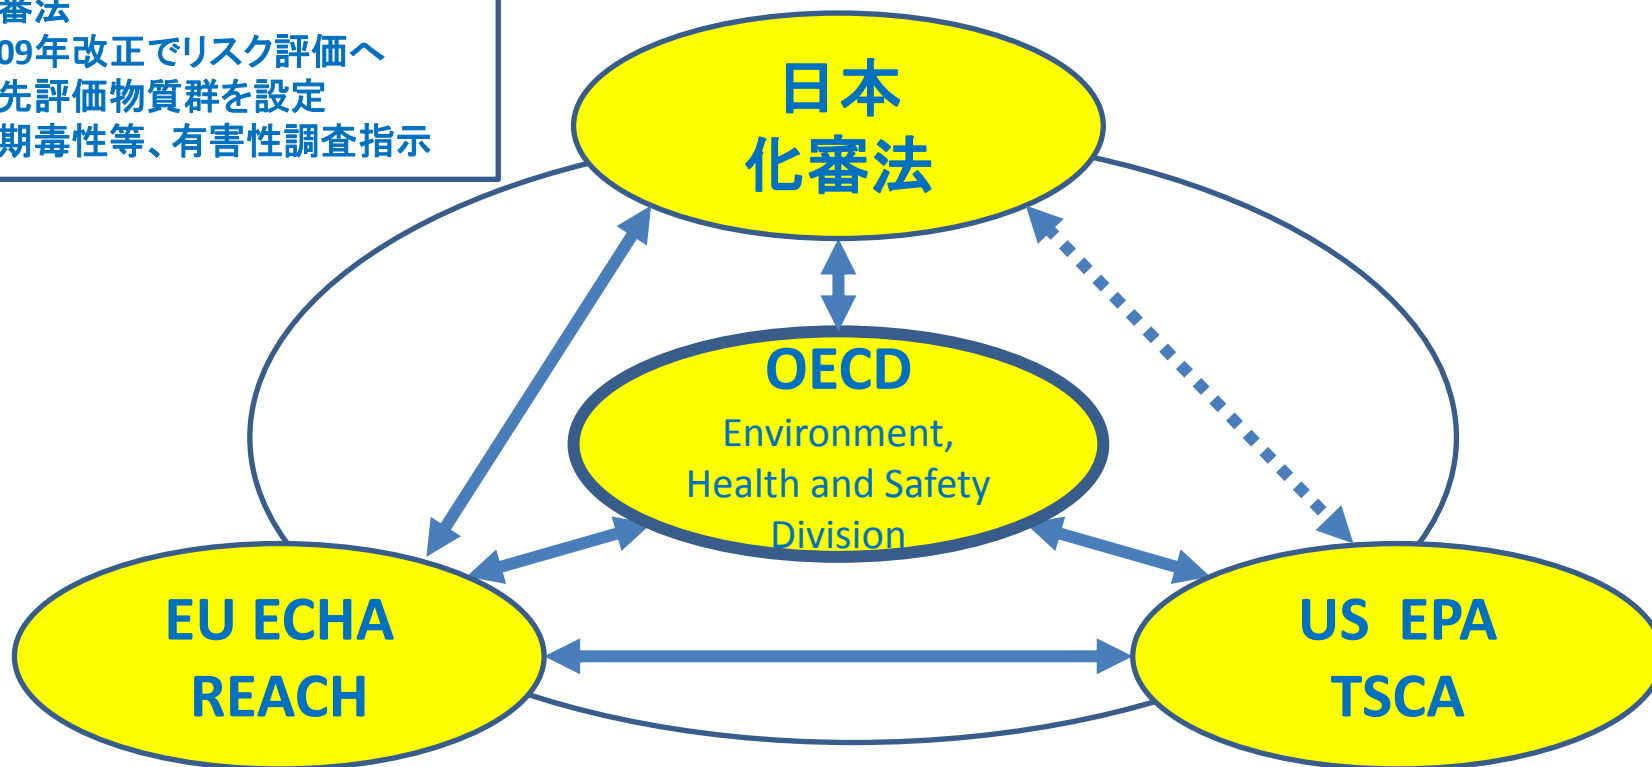 審法
09年改正でリスク評価へ
先評価物質群を設定
期毒性等、有害性調査指示
日本
化審法
OECD
Environment,
Health and Safety
Division
EU ECHA
REACH
US EPA
TSCA